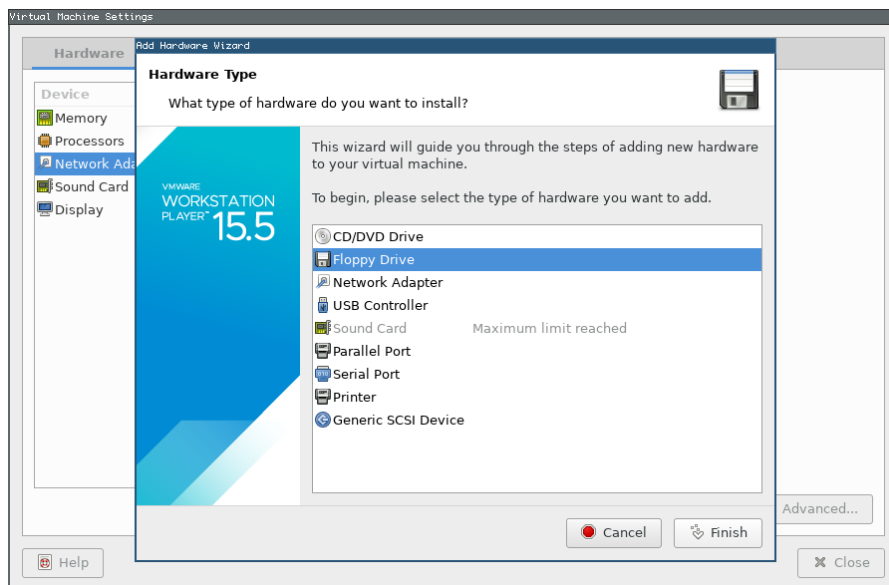 Virtual Machine Settings
Hardware
Device
Memory
Processors
Network Ada
Sound Card
Display
Add Hardware Wizard
Hardware Type
What type of hardware do you want to install?
VMWARE
WORKSTATION
PLAYER™ 15.5
This wizard will guide you through the steps of adding new hardware
to your virtual machine.
To begin, please select the type of hardware you want to add.
CD/DVD Drive
Floppy Drive
Network Adapter
USB Controller
Sound Card Maximum limit reached
Parallel Port
Serial Port
Printer
Generic SCSI Device
Cancel
Finish
Advanced...
Help
Close